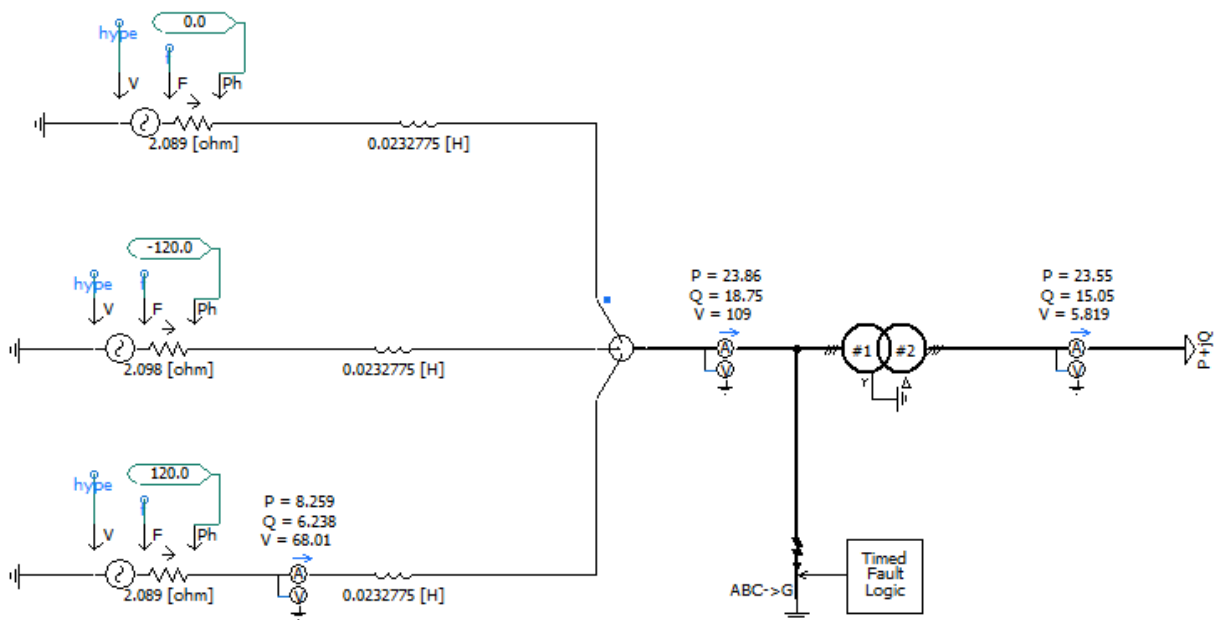 0.0
hype
f
V
F
Ph
2.089 [ohm]
0.0232775 [H]
-120.0
hype
f
V
F
Ph
2.098 [ohm]
0.0232775 [H]
P = 23.86
Q = 18.75
V = 109
A
V
#1
#2
Y
Δ
P = 23.55
Q = 15.05
V = 5.819
A
V
P+jQ
120.0
hype
f
V
F
Ph
2.089 [ohm]
P = 8.259
Q = 6.238
V = 68.01
A
V
0.0232775 [H]
ABC->G
Timed
Fault
Logic